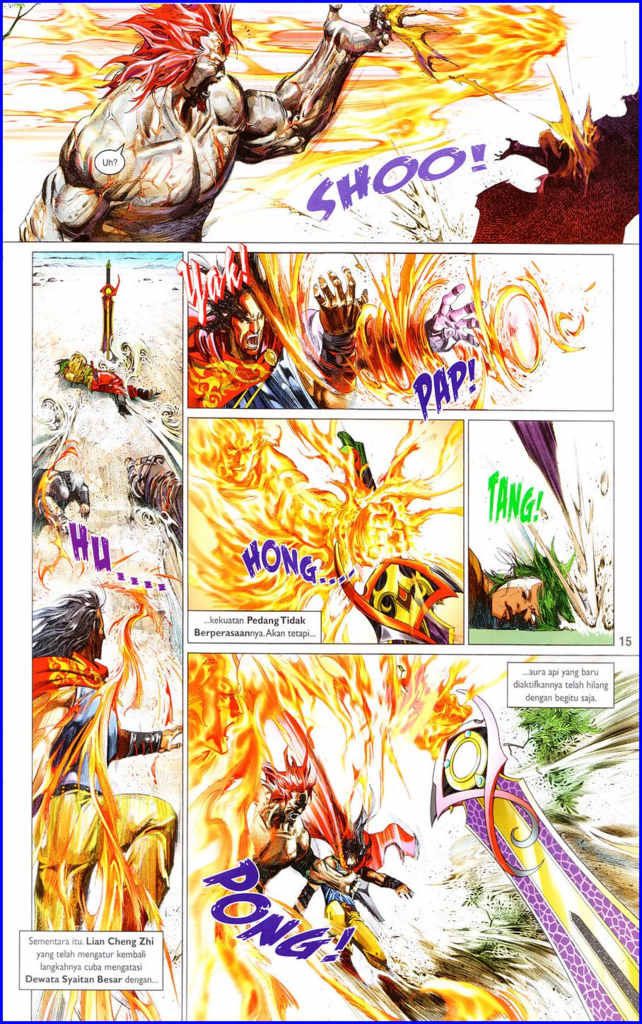 Uh?
SHOO!
Yak!
PAP!
HU....
HONG....
...kekuatan Pedang Tidak
Berperasaannya. Akan tetapi...
TANG!
15
Sementara itu, Lian Cheng Zhi
yang telah mengatur kembali
langkahnya cuba mengatasi
Dewata Syaitan Besar dengan...
PONG!
...aura api yang baru
diaktifkannya telah hilang
dengan begitu saja.